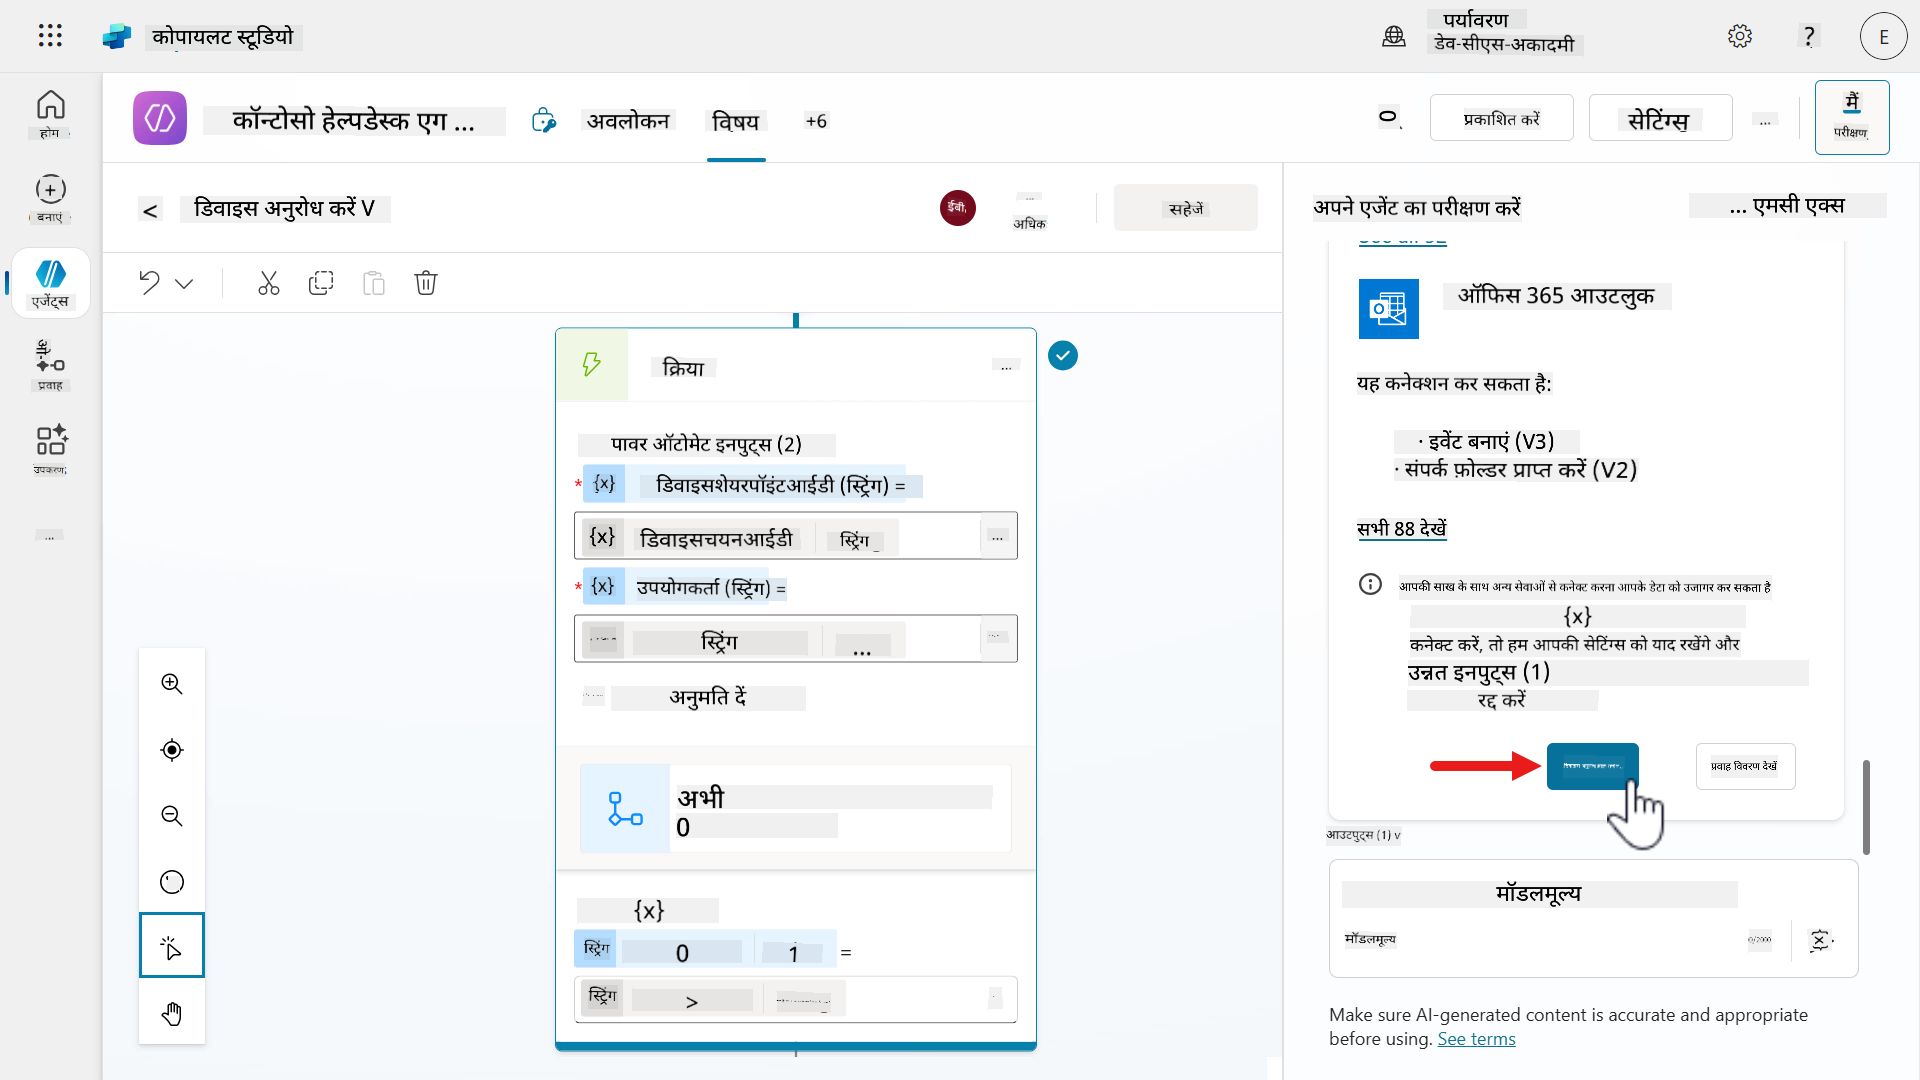 कोपायलट स्टूडियो
पर्यावरण
डेव-सीएस-अकादमी
?
E
होम
बनाएं
एजेंट्स
प्रवाह
उपकरण
...
कॉन्टोसो हेल्पडेस्क एग ...
अवलोकन
विषय
+6
प्रकाशित करें
सेटिंग्स
...
मैं
परीक्षण
< डिवाइस अनुरोध करें V
ईवी
... अधिक
सहेजें
क्रिया
...
पावर ऑटोमेट इनपुट्स (2)
* {x} डिवाइसशेयरपॉइंटआईडी (स्ट्रिंग) =
{x} डिवाइसचयनआईडी स्ट्रिंग ...
* {x} उपयोगकर्ता (स्ट्रिंग) =
स्ट्रिंग ...
अनुमति दें
अभी
0
{x}
स्ट्रिंग 0 1 =
स्ट्रिंग >
अपने एजेंट का परीक्षण करें
... एमसी एक्स
ऑफिस 365 आउटलुक
यह कनेक्शन कर सकता है:
· इवेंट बनाएं (V3)
· संपर्क फ़ोल्डर प्राप्त करें (V2)
सभी 88 देखें
आपकी साख के साथ अन्य सेवाओं से कनेक्ट करना आपके डेटा को उजागर कर सकता है
{x}
कनेक्ट करें, तो हम आपकी सेटिंग्स को याद रखेंगे और
उन्नत इनपुट्स (1)
रद्द करें
प्रवाह विवरण देखें
आउटपुट्स (1) v
मॉडलमूल्य
मॉडलमूल्य
0/2000
Make sure AI-generated content is accurate and appropriate
before using. See terms